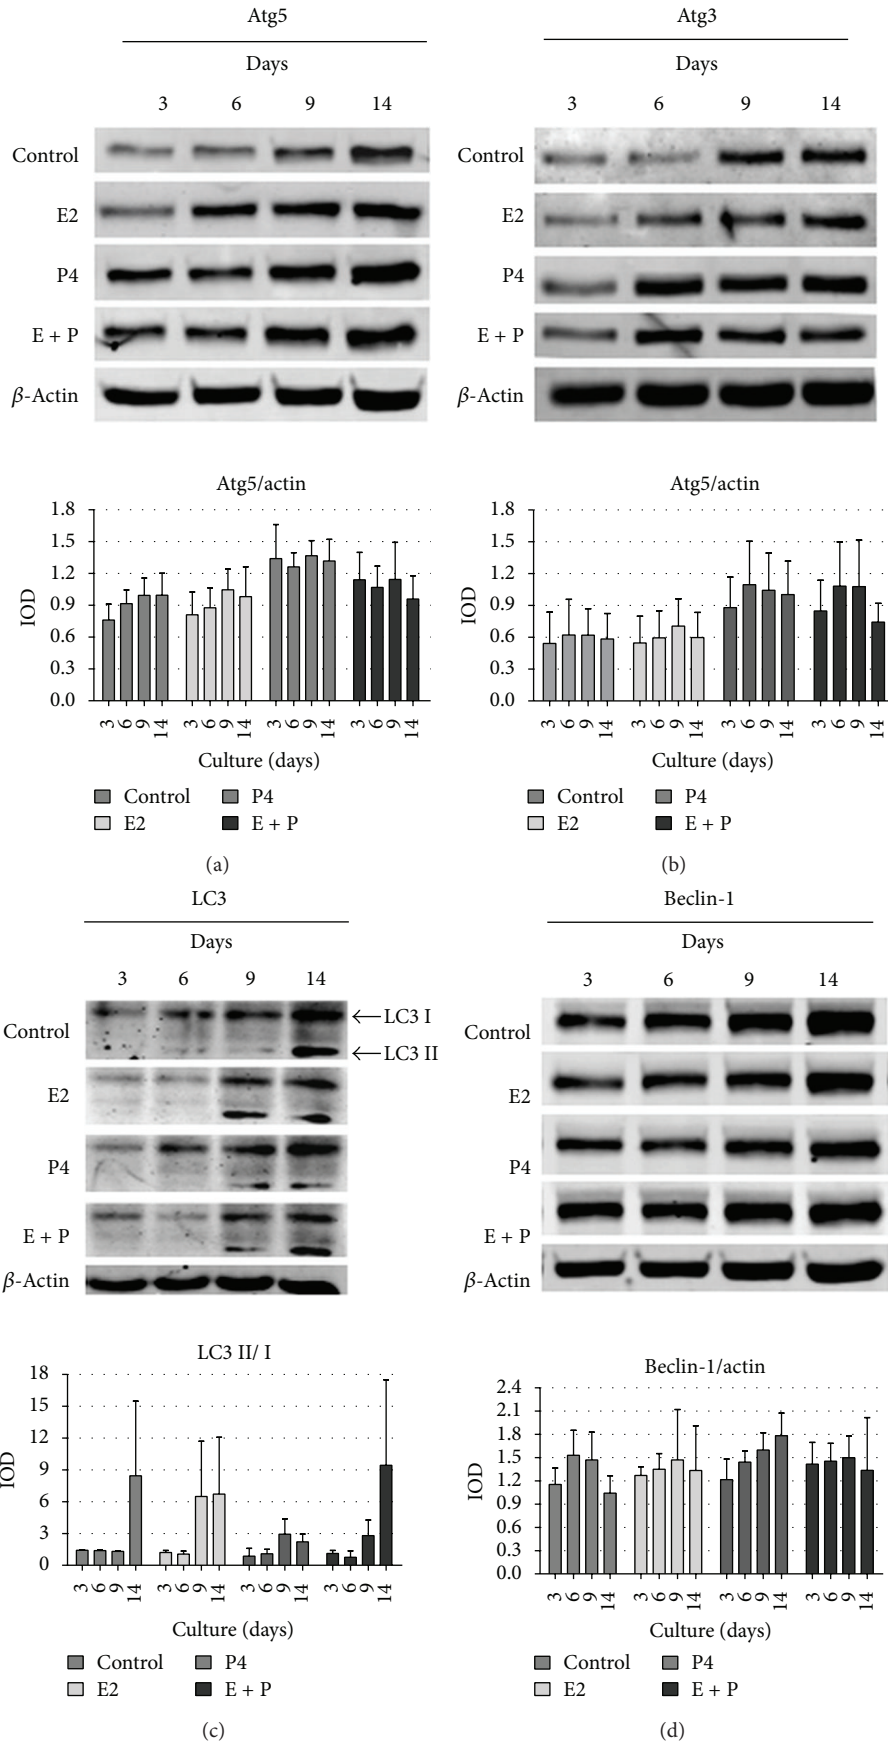 Atg5
Days
3 6 9 14
Control
E2
P4
E + P
β-Actin
Atg5/actin
1.8
1.5
1.2
0.9
0.6
0.3
0.0
IOD
3 6 9 14 3 6 9 14 3 6 9 14 3 6 9 14
Culture (days)
Control P4
E2 E + P
(a)
Atg3
Days
3 6 9 14
Control
E2
P4
E + P
β-Actin
Atg5/actin
1.8
1.5
1.2
0.9
0.6
0.3
0.0
IOD
3 6 9 14 3 6 9 14 3 6 9 14 3 6 9 14
Culture (days)
Control P4
E2 E + P
(b)
LC3
Days
3 6 9 14
Control
LC3 I
LC3 II
E2
P4
E + P
β-Actin
LC3 II/ I
18
15
12
9
6
3
0
IOD
3 6 9 14 3 6 9 14 3 6 9 14 3 6 9 14
Culture (days)
Control P4
E2 E + P
(c)
Beclin-1
Days
3 6 9 14
Control
E2
P4
E + P
β-Actin
Beclin-1/actin
2.4
2.1
1.8
1.5
1.2
0.9
0.6
0.3
0.0
IOD
3 6 9 14 3 6 9 14 3 6 9 14 3 6 9 14
Culture (days)
Control P4
E2 E + P
(d)